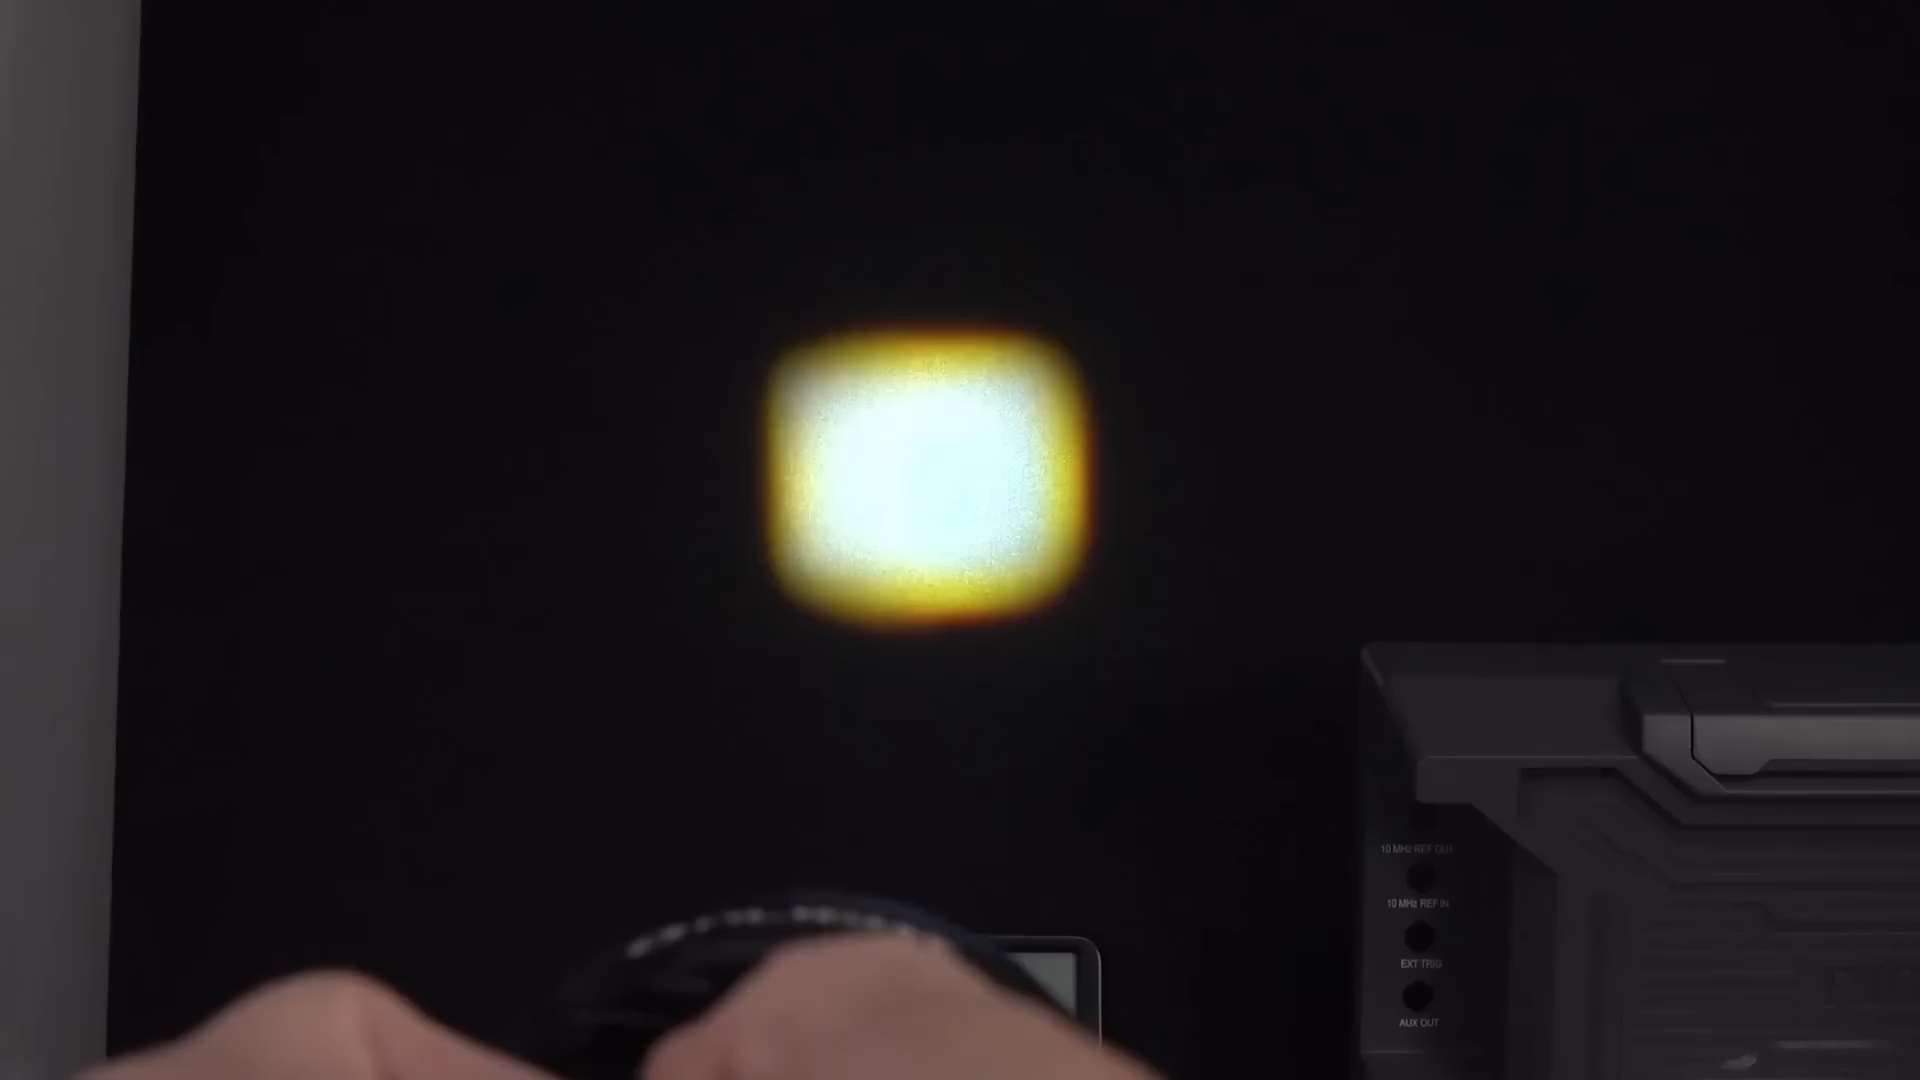 10 MHz REF OUT
10 MHz REF IN
EXT TRIG
AUX OUT